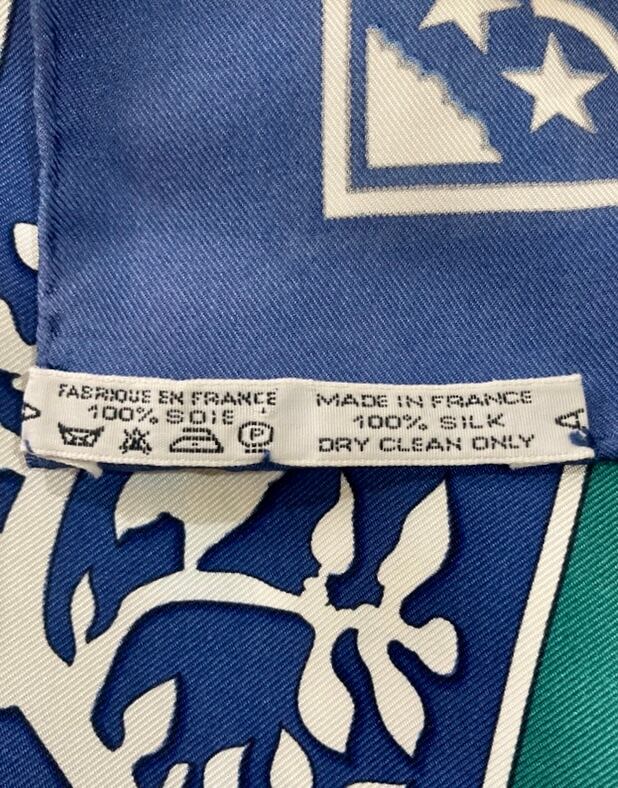 FABRIQUE EN FRANCE
100% SOIE
P
MADE IN FRANCE
100% SILK
DRY CLEAN ONLY
A